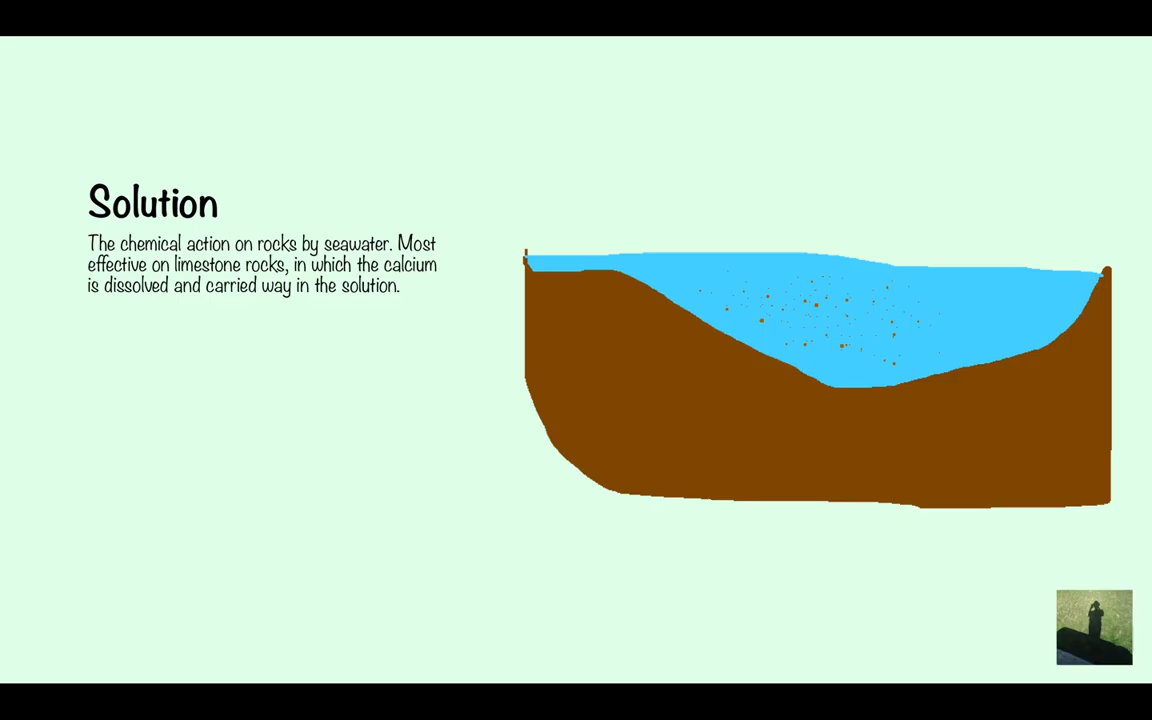 Solution
The chemical action on rocks by seawater. Most
effective on limestone rocks, in which the calcium
is dissolved and carried way in the solution.